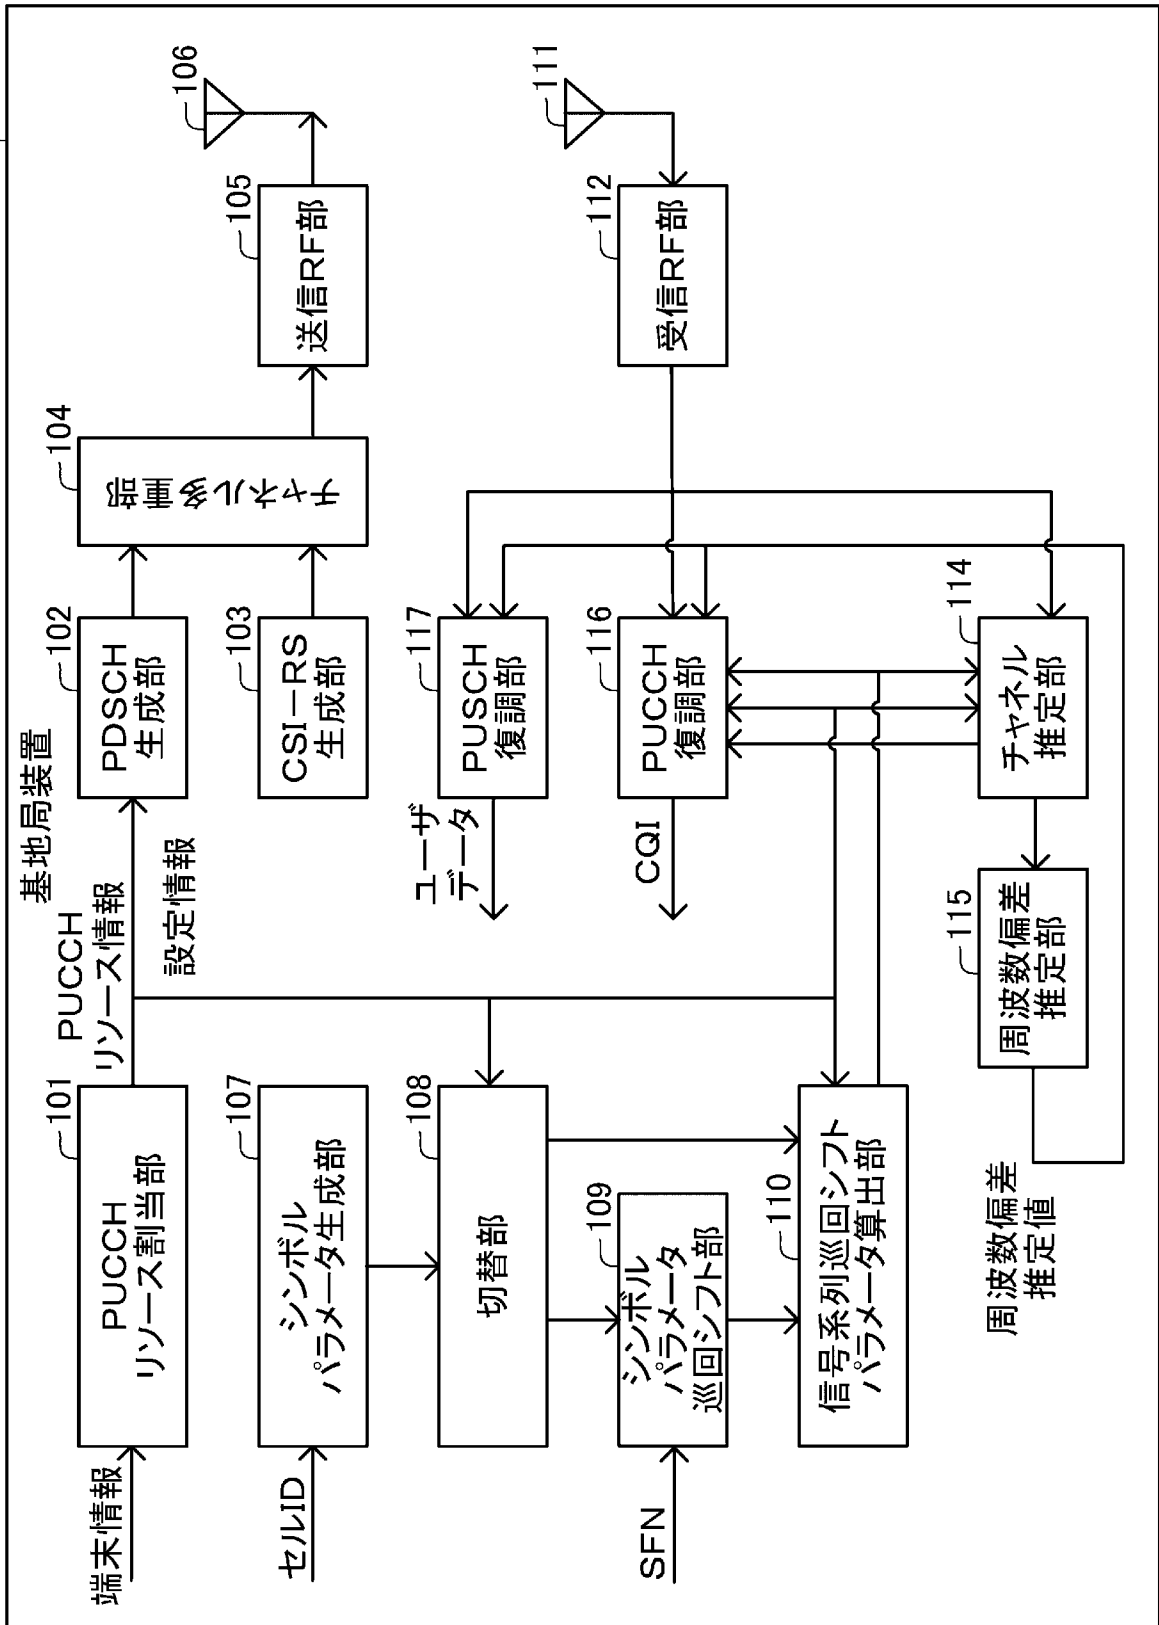 基地局装置
端末情報
101
PUCCH
リソース割当部
PUCCH
リソース情報
設定情報
102
PDSCH
生成部
103
CSI-RS
生成部
104
チャネル多重部
105
送信RF部
106
セルID
107
シンボル
パラメータ生成部
108
切替部
SFN
109
シンボル
パラメータ
巡回シフト部
110
信号系列巡回シフト
パラメータ算出部
111
112
受信RF部
117
PUSCH
復調部
ユーザ
データ
116
PUCCH
復調部
CQI
114
チャネル
推定部
115
周波数偏差
推定部
周波数偏差
推定値